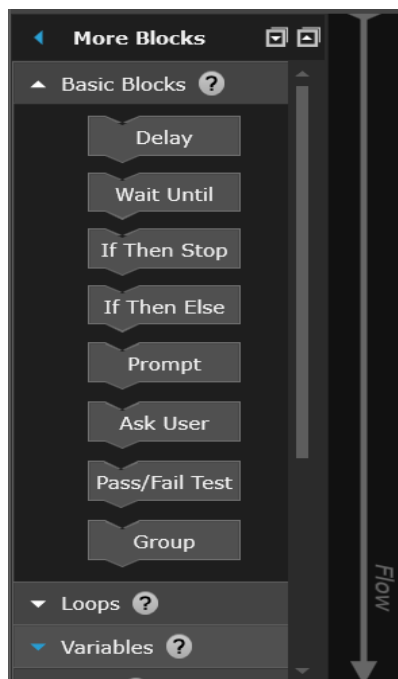 More Blocks
Basic Blocks ?
Delay
Wait Until
If Then Stop
If Then Else
Prompt
Ask User
Pass/Fail Test
Group
Loops ?
Variables ?
Flow